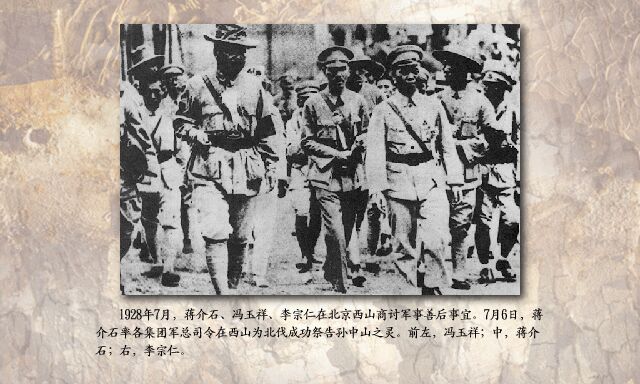 1928年7月，蒋介石、冯玉祥、李宗仁在北京西山商讨军事善后事宜。7月6日，蒋
介石率各集团军总司令在西山为北伐成功祭告孙中山之灵。前左，冯玉祥；中，蒋介
石；右，李宗仁。